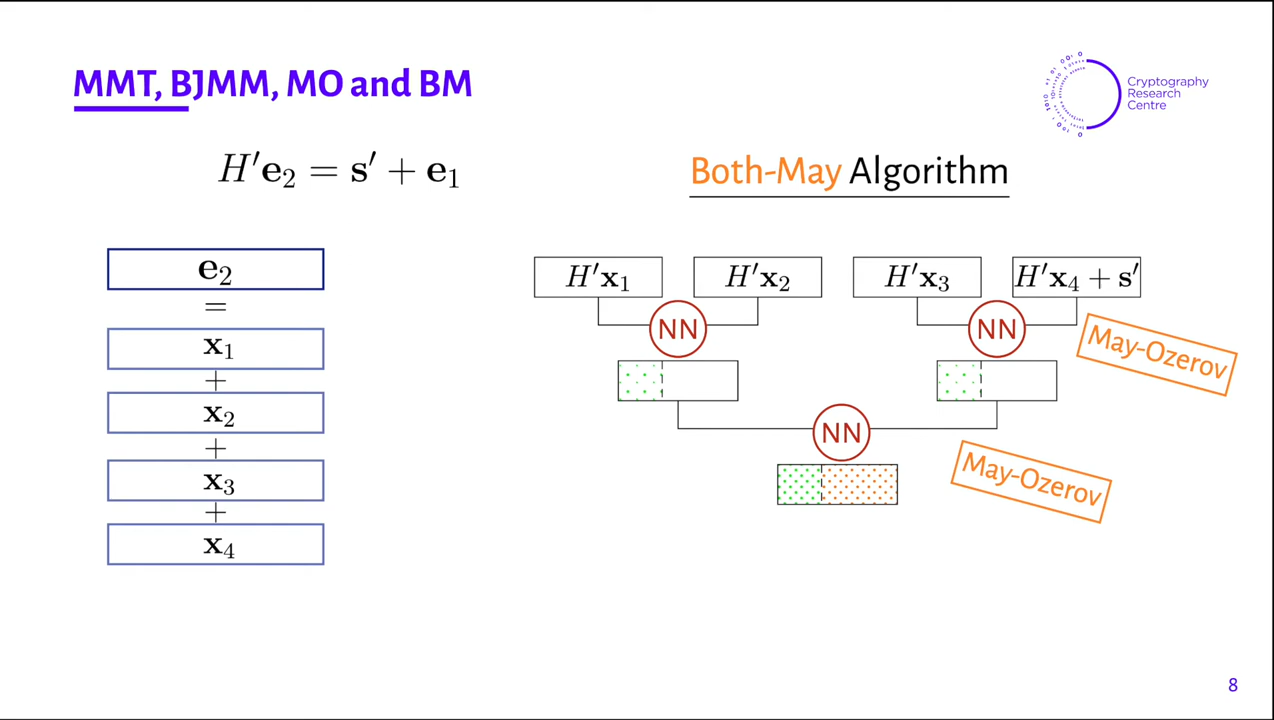 MMT, BJMM, MO and BM
Cryptography
Research
Centre
H′e₂ = s′ + e₁
Both-May Algorithm
e₂
=
x₁
+
x₂
+
x₃
+
x₄
H′x₁
H′x₂
H′x₃
H′x₄ + s′
NN
NN
May-Ozerov
NN
May-Ozerov
8